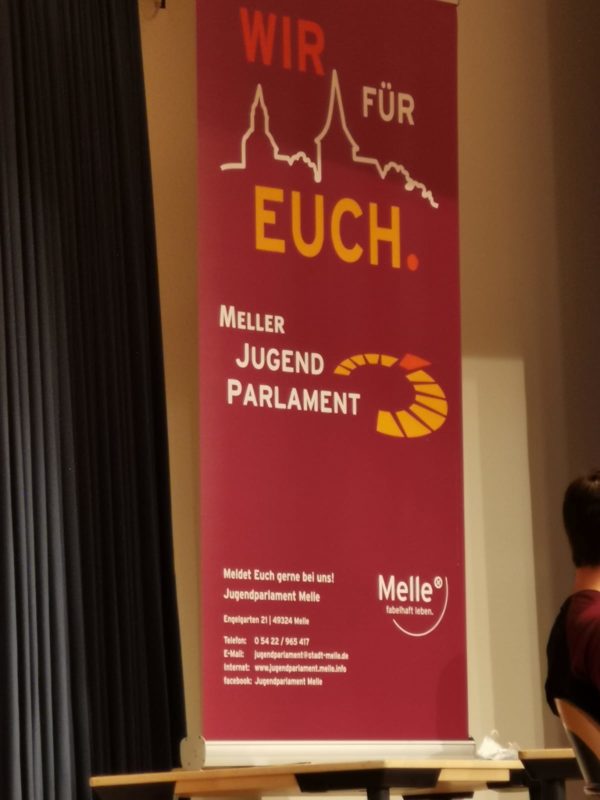 WIR
FÜR
EUCH.
MELLER
JUGEND
PARLAMENT
Meldet Euch gerne bei uns!
Jugendparlament Melle
Engelgarten 21 | 49324 Melle
Telefon: 0 54 22 / 965 417
E-Mail: jugendparlament@stadt-melle.de
Internet: www.jugendparlament.melle.info
facebook: Jugendparlament Melle
Melle®
fabelhaft leben.